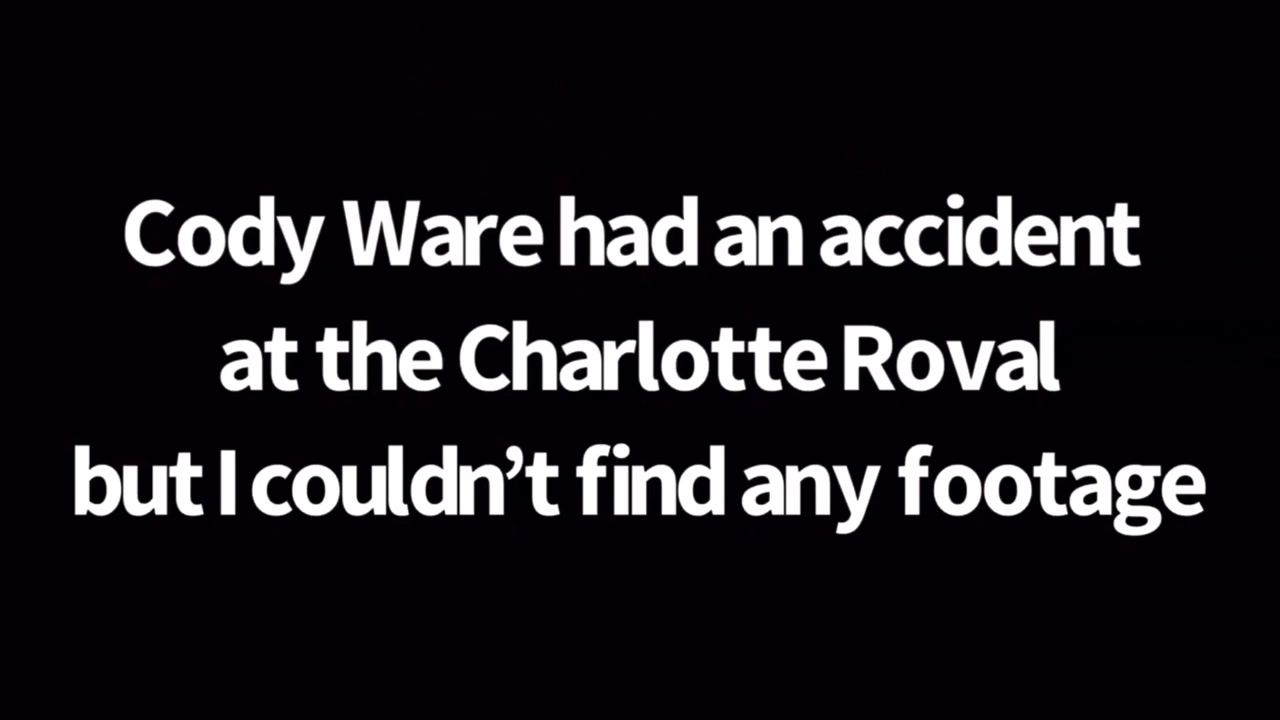 Cody Ware had an accident
at the Charlotte Roval
but I couldn’t find any footage